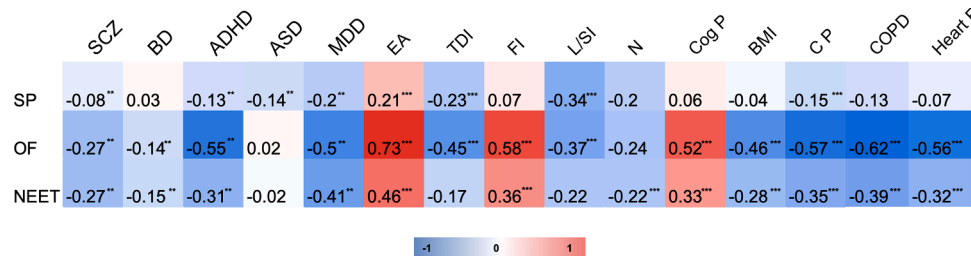 SCZ BD ADHD ASD MDD EA TDI FI L/SI N Cog P BMI C P COPD Heart
SP -0.08** 0.03 -0.13** -0.14** -0.2** 0.21*** -0.23*** 0.07 -0.34*** -0.2 0.06 -0.04 -0.15*** -0.13 -0.07
OF -0.27** -0.14** -0.55** 0.02 -0.5** 0.73*** -0.45*** 0.58*** -0.37*** -0.24 0.52*** -0.46*** -0.57*** -0.62*** -0.56***
NEET -0.27** -0.15** -0.31** -0.02 -0.41** 0.46*** -0.17 0.36*** -0.22 -0.22*** 0.33*** -0.28*** -0.35*** -0.39*** -0.32***
-1 0 1